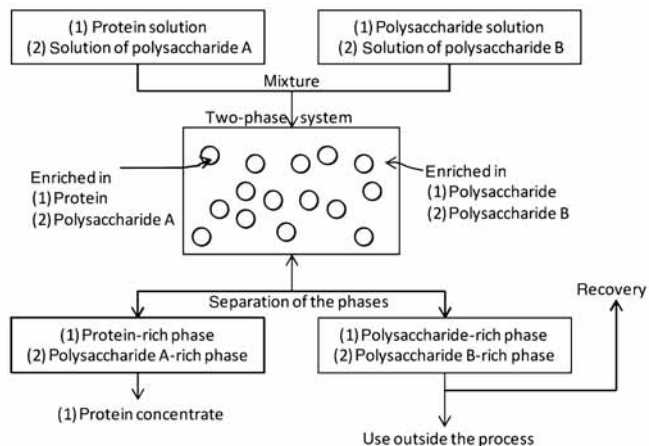 (1) Protein solution
(2) Solution of polysaccharide A
(1) Polysaccharide solution
(2) Solution of polysaccharide B
Mixture
Two-phase system
Enriched in
(1) Protein
(2) Polysaccharide A
Enriched in
(1) Polysaccharide
(2) Polysaccharide B
Separation of the phases
Recovery
(1) Protein-rich phase
(2) Polysaccharide A-rich phase
(1) Polysaccharide-rich phase
(2) Polysaccharide B-rich phase
(1) Protein concentrate
Use outside the process